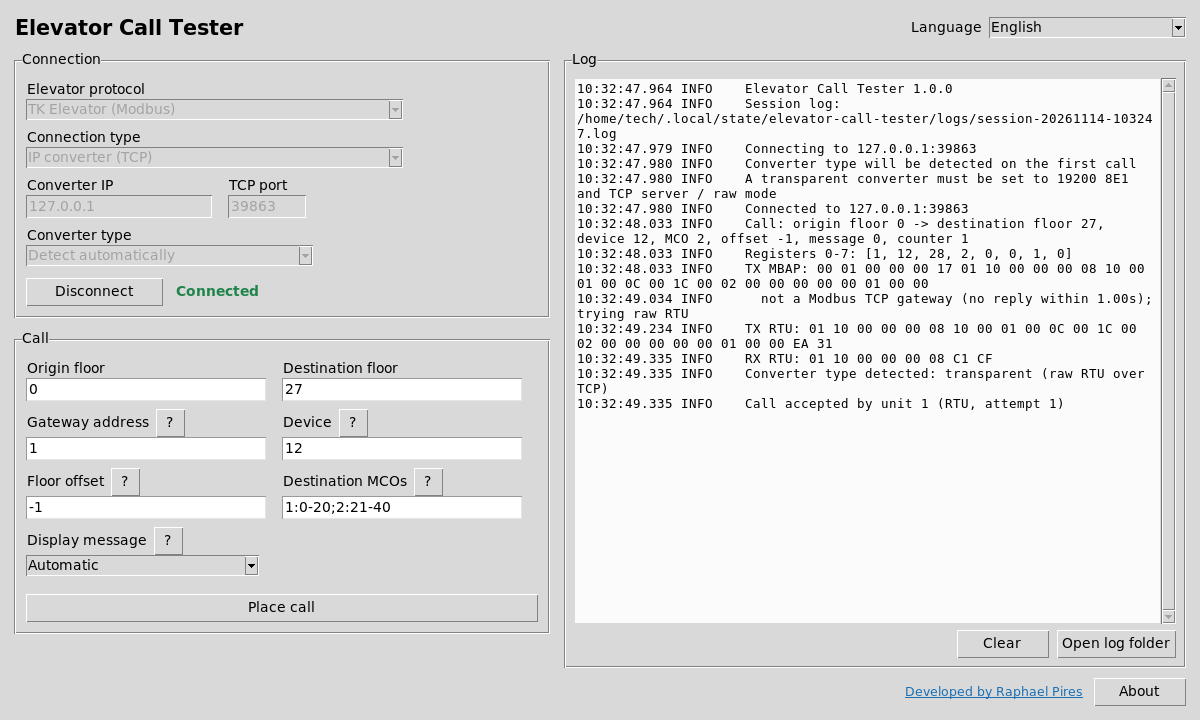 Elevator Call Tester
Language English
Connection
Elevator protocol
TK Elevator (Modbus)
Connection type
IP converter (TCP)
Converter IP TCP port
127.0.0.1 39863
Converter type
Detect automatically
Disconnect Connected
Call
Origin floor Destination floor
0 27
Gateway address ? Device ?
1 12
Floor offset ? Destination MCOs ?
-1 1:0-20;2:21-40
Display message ?
Automatic
Place call
Log
10:32:47.964 INFO Elevator Call Tester 1.0.0
10:32:47.964 INFO Session log:
/home/tech/.local/state/elevator-call-tester/logs/session-20261114-10324
7.log
10:32:47.979 INFO Connecting to 127.0.0.1:39863
10:32:47.980 INFO Converter type will be detected on the first call
10:32:47.980 INFO A transparent converter must be set to 19200 8E1
and TCP server / raw mode
10:32:47.980 INFO Connected to 127.0.0.1:39863
10:32:48.033 INFO Call: origin floor 0 -> destination floor 27,
device 12, MCO 2, offset -1, message 0, counter 1
10:32:48.033 INFO Registers 0-7: [1, 12, 28, 2, 0, 0, 1, 0]
10:32:48.033 INFO TX MBAP: 00 01 00 00 00 17 01 10 00 00 00 08 10 00
01 00 0C 00 1C 00 02 00 00 00 00 00 01 00 00
10:32:49.034 INFO not a Modbus TCP gateway (no reply within 1.00s);
trying raw RTU
10:32:49.234 INFO TX RTU: 01 10 00 00 00 08 10 00 01 00 0C 00 1C 00
02 00 00 00 00 00 01 00 00 EA 31
10:32:49.335 INFO RX RTU: 01 10 00 00 00 08 C1 CF
10:32:49.335 INFO Converter type detected: transparent (raw RTU over
TCP)
10:32:49.335 INFO Call accepted by unit 1 (RTU, attempt 1)
Clear Open log folder
Developed by Raphael Pires About